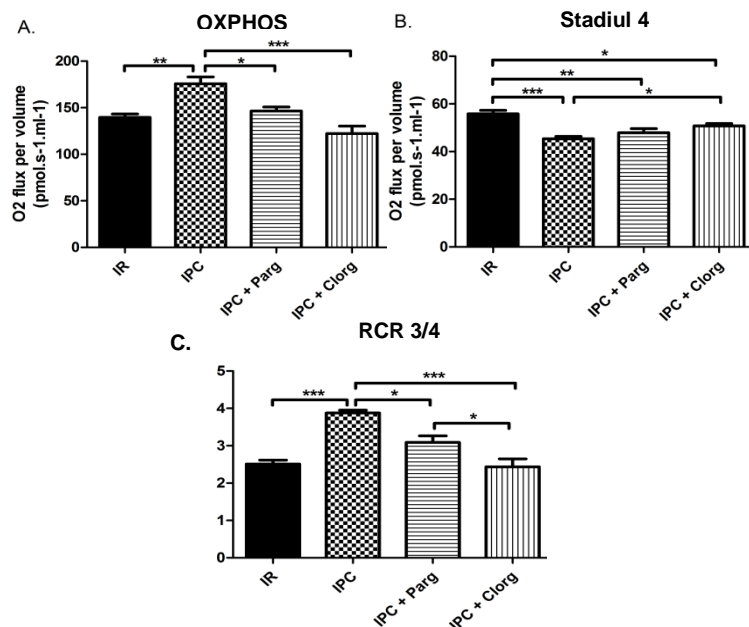 A.
OXPHOS
O2 flux per volume
(pmol.s-1.ml-1)
200
150
100
50
0
**
*
***
IR
IPC
IPC + Parg
IPC + Clorg
B.
Stadiul 4
O2 flux per volume
(pmol.s-1.ml-1)
80
60
40
20
0
*
**
***
*
IR
IPC
IPC + Parg
IPC + Clorg
C.
RCR 3/4
5
4
3
2
1
0
***
***
*
*
IR
IPC
IPC + Parg
IPC + Clorg